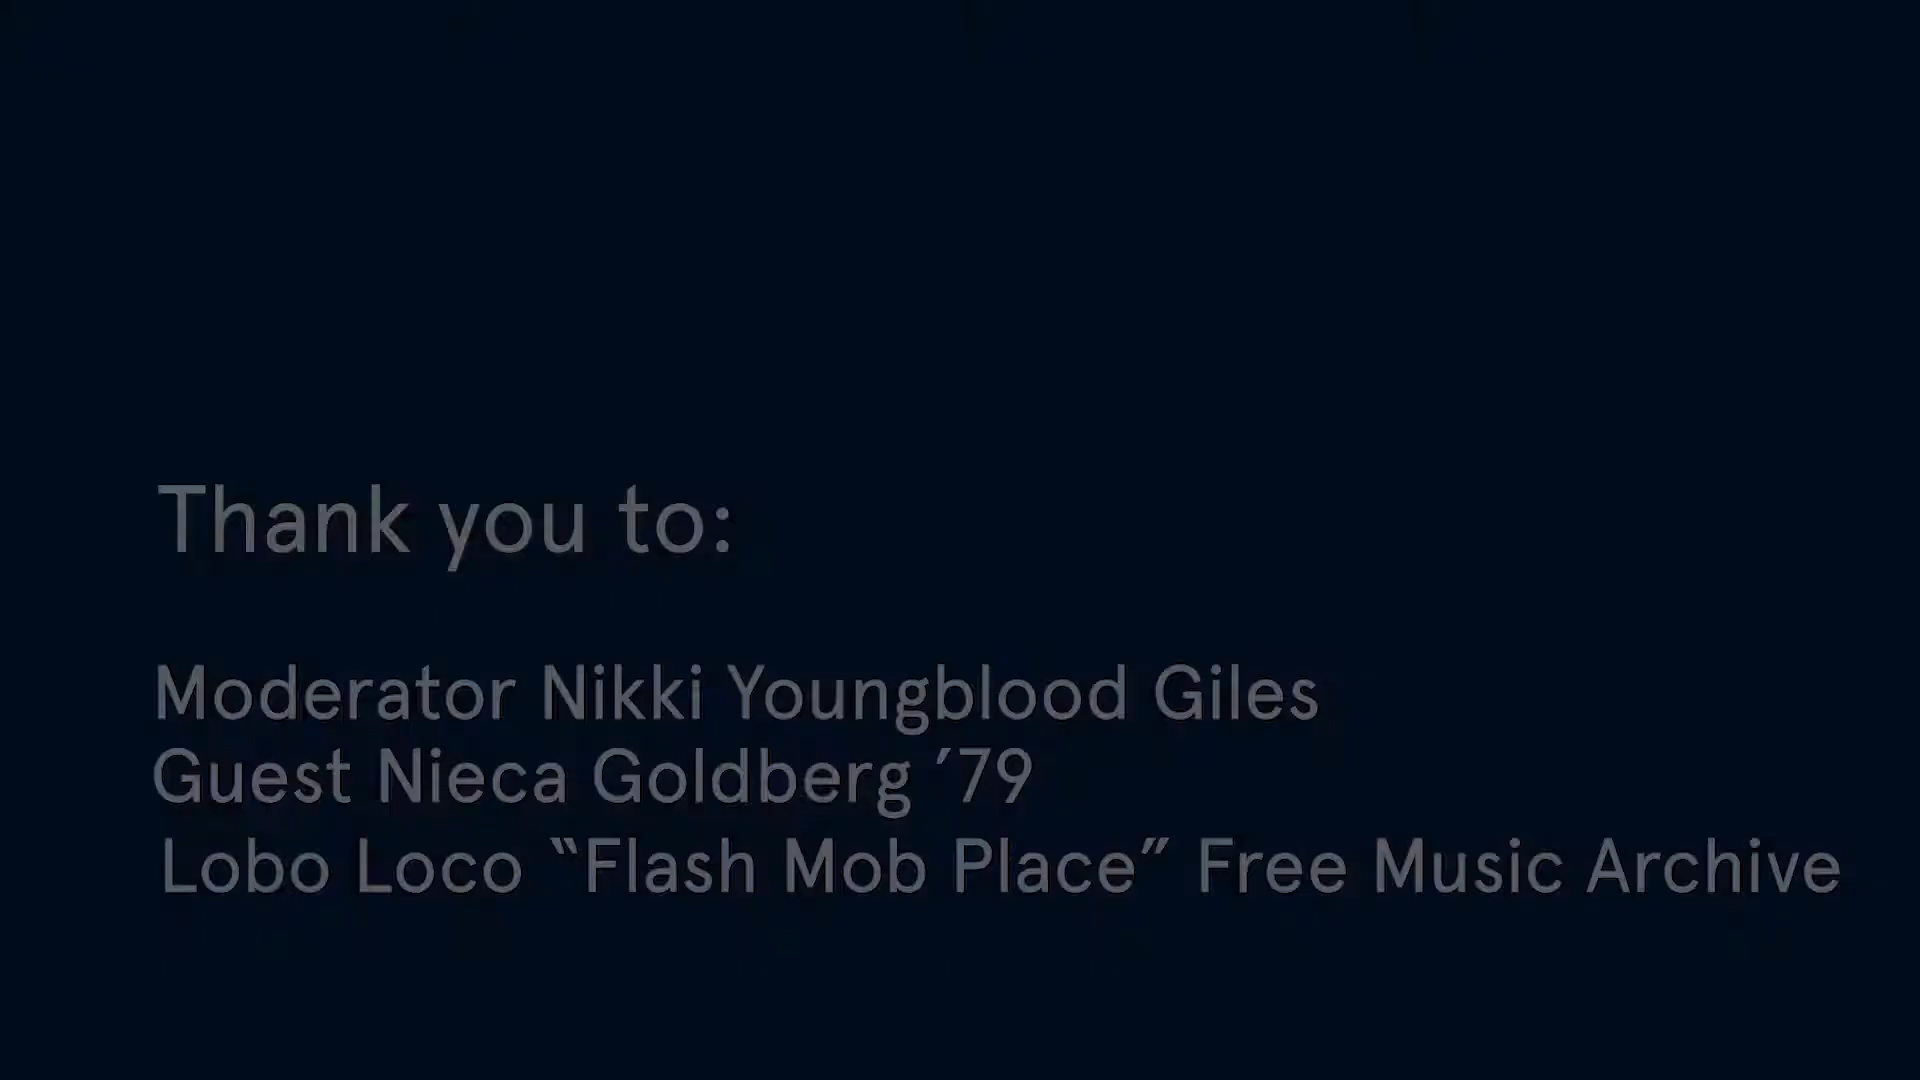 Thank you to:
Moderator Nikki Youngblood Giles
Guest Nieca Goldberg ’79
Lobo Loco “Flash Mob Place” Free Music Archive